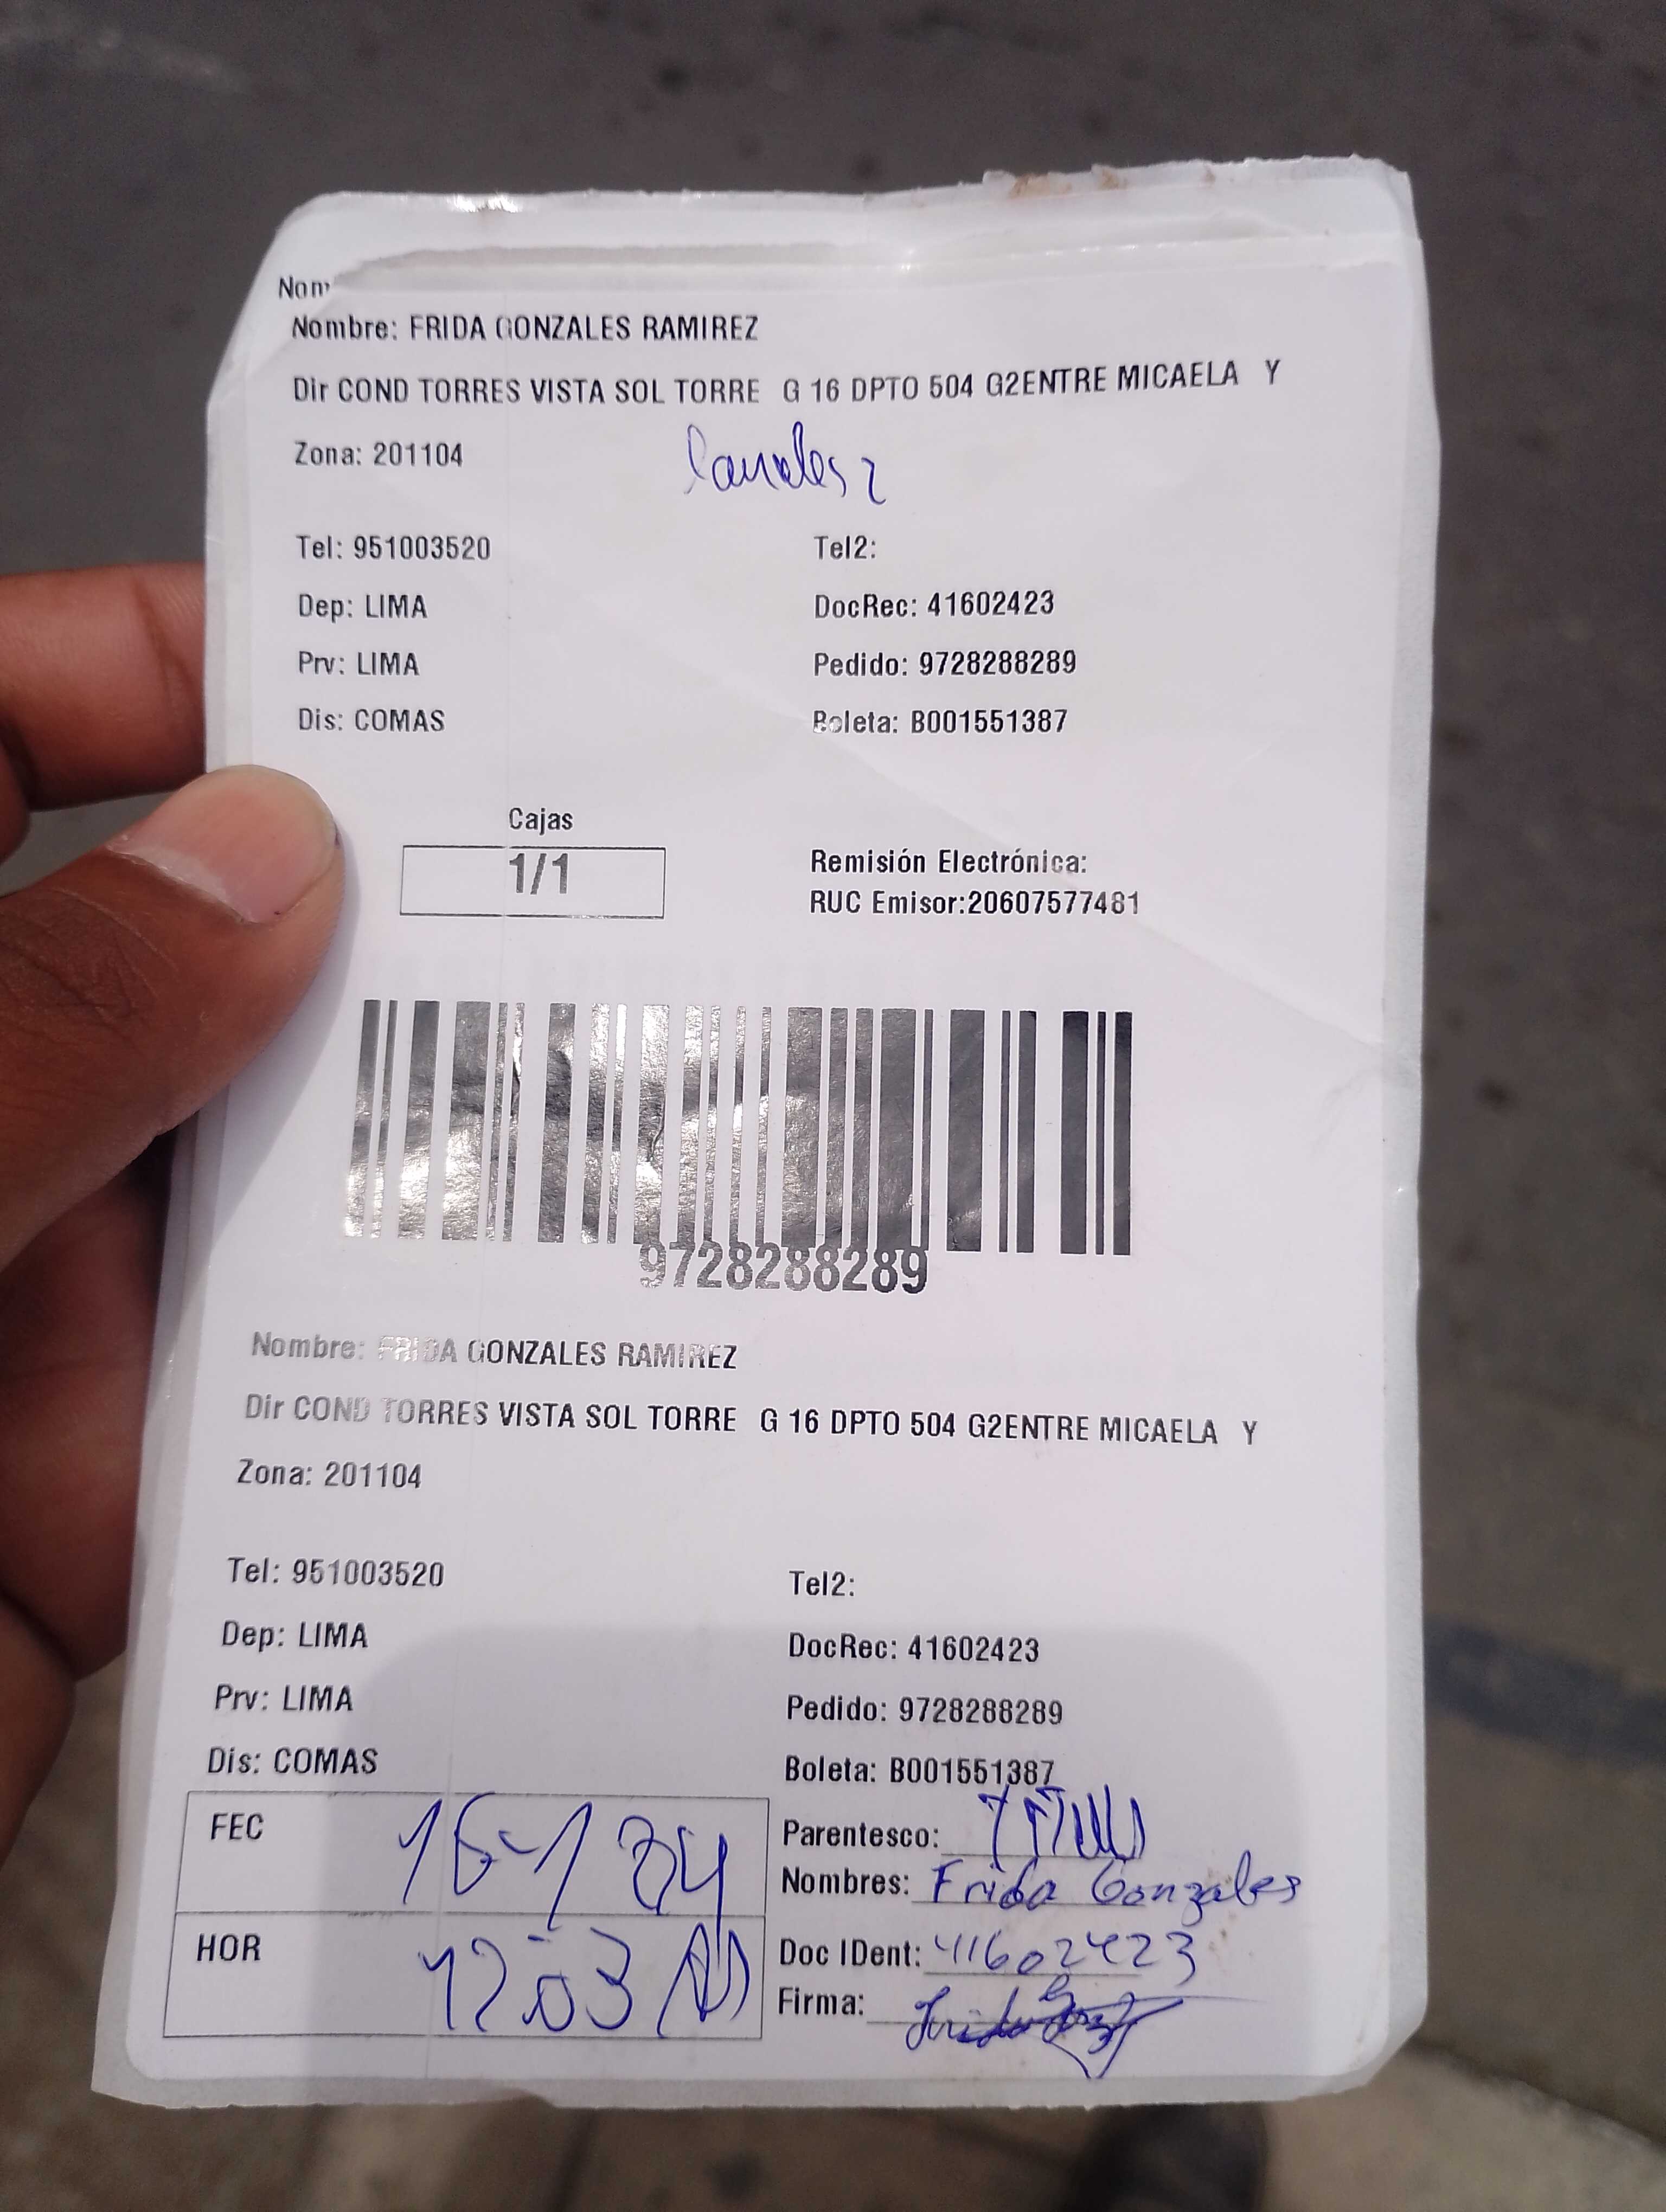 Nom
Nombre: FRIDA GONZALES RAMIREZ
Dir COND TORRES VISTA SOL TORRE G 16 DPTO 504 G2ENTRE MICAELA Y
Zona: 201104
Tel: 951003520 Tel2:
Dep: LIMA DocRec: 41602423
Prv: LIMA Pedido: 9728288289
Dis: COMAS Boleta: B001551387
Cajas
1/1
Remisión Electrónica:
RUC Emisor:20607577481
9728288289
Nombre: FRIDA GONZALES RAMIREZ
Dir COND TORRES VISTA SOL TORRE G 16 DPTO 504 G2ENTRE MICAELA Y
Zona: 201104
Tel: 951003520 Tel2:
Dep: LIMA DocRec: 41602423
Prv: LIMA Pedido: 9728288289
Dis: COMAS Boleta: B001551387
FEC Parentesco:
Nombres: Frida Gonzales
HOR 12:03 Doc IDent: 41602423
Firma: